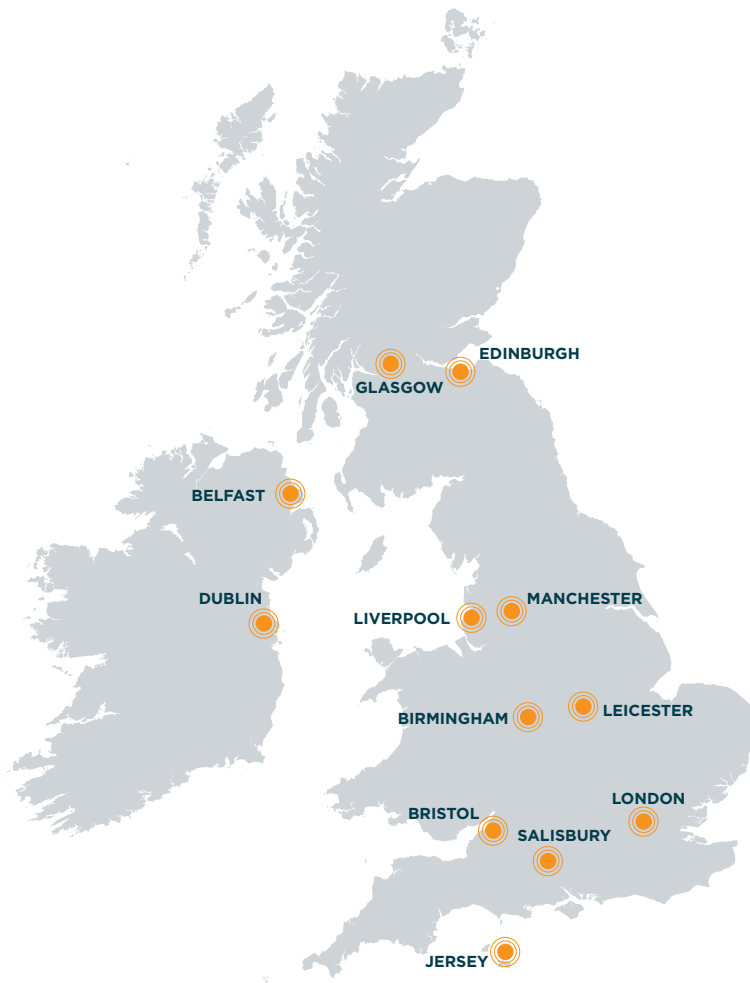 EDINBURGH
GLASGOW
BELFAST
DUBLIN
MANCHESTER
LIVERPOOL
LEICESTER
BIRMINGHAM
LONDON
BRISTOL
SALISBURY
JERSEY